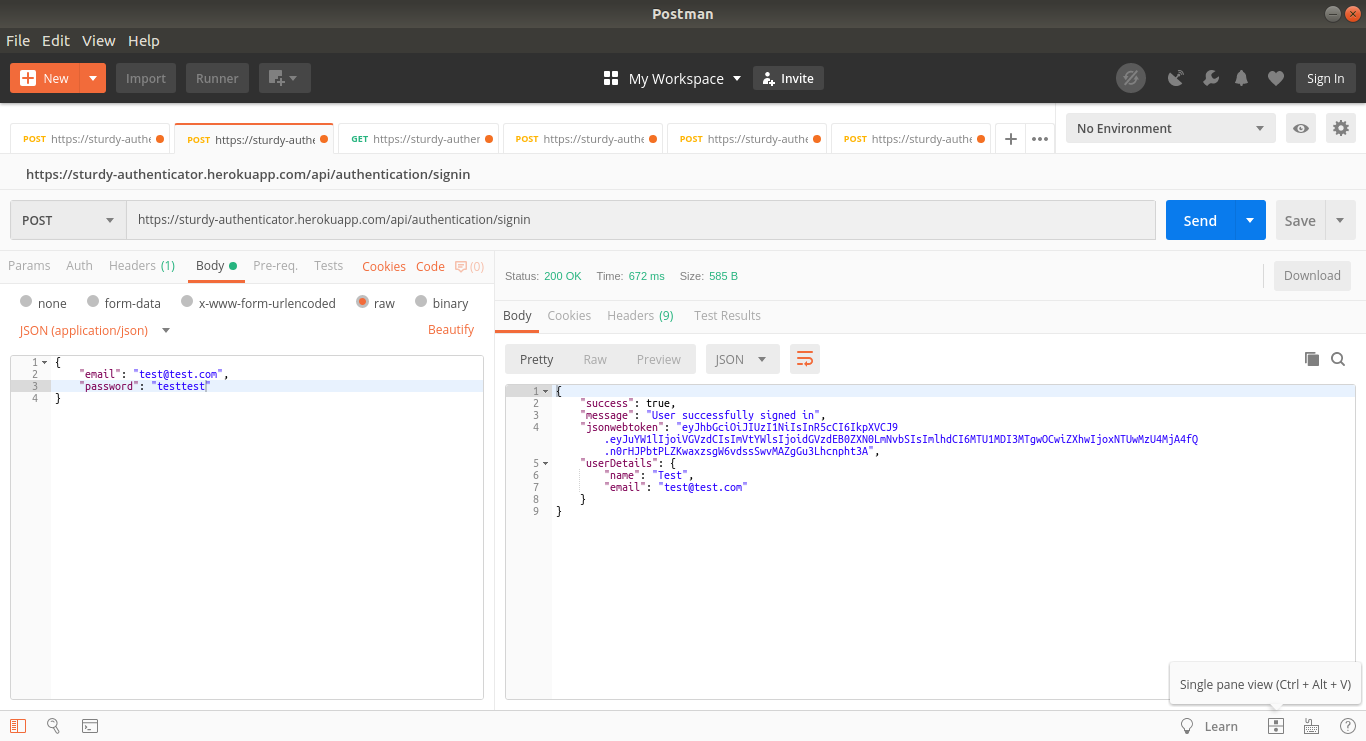 Postman
File Edit View Help
New Import Runner My Workspace Invite Sign In
POST https://sturdy-authe POST https://sturdy-authe GET https://sturdy-auther POST https://sturdy-authe POST https://sturdy-authe POST https://sturdy-authe No Environment
https://sturdy-authenticator.herokuapp.com/api/authentication/signin
POST https://sturdy-authenticator.herokuapp.com/api/authentication/signin Send Save
Params Auth Headers (1) Body Pre-req. Tests Cookies Code (0)
none form-data x-www-form-urlencoded raw binary
JSON (application/json) Beautify
1 {
2 "email": "test@test.com",
3 "password": "testtest"
4 }
Status: 200 OK Time: 672 ms Size: 585 B Download
Body Cookies Headers (9) Test Results
Pretty Raw Preview JSON
1 {
2 "success": true,
3 "message": "User successfully signed in",
4 "jsonwebtoken": "eyJhbGciOiJIUzI1NiIsInR5cCI6IkpXVCJ9
.eyJuYW1lIjoiVGVzdCIsImVtYWlsIjoidGVzdEB0ZXN0LmNvbSIsImlhdCI6MTU1MDI3MTgwOCwiZXhwIjoxNTUwMzU4MjA4fQ
.n0rHJPbtPLZKwaxzsgW6vdssSwvMAZgGu3Lhcnpht3A",
5 "userDetails": {
6 "name": "Test",
7 "email": "test@test.com"
8 }
9 }
Single pane view (Ctrl + Alt + V)
Learn